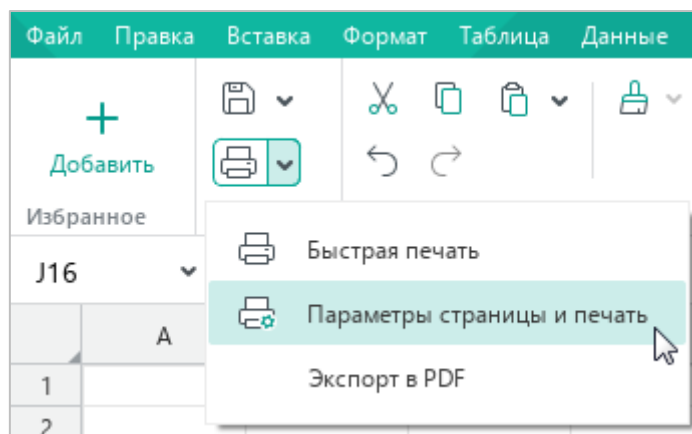 Файл Правка Вставка Формат Таблица Данные
Добавить
Избранное
Быстрая печать
J16
Параметры страницы и печать
A
Экспорт в PDF
1
2